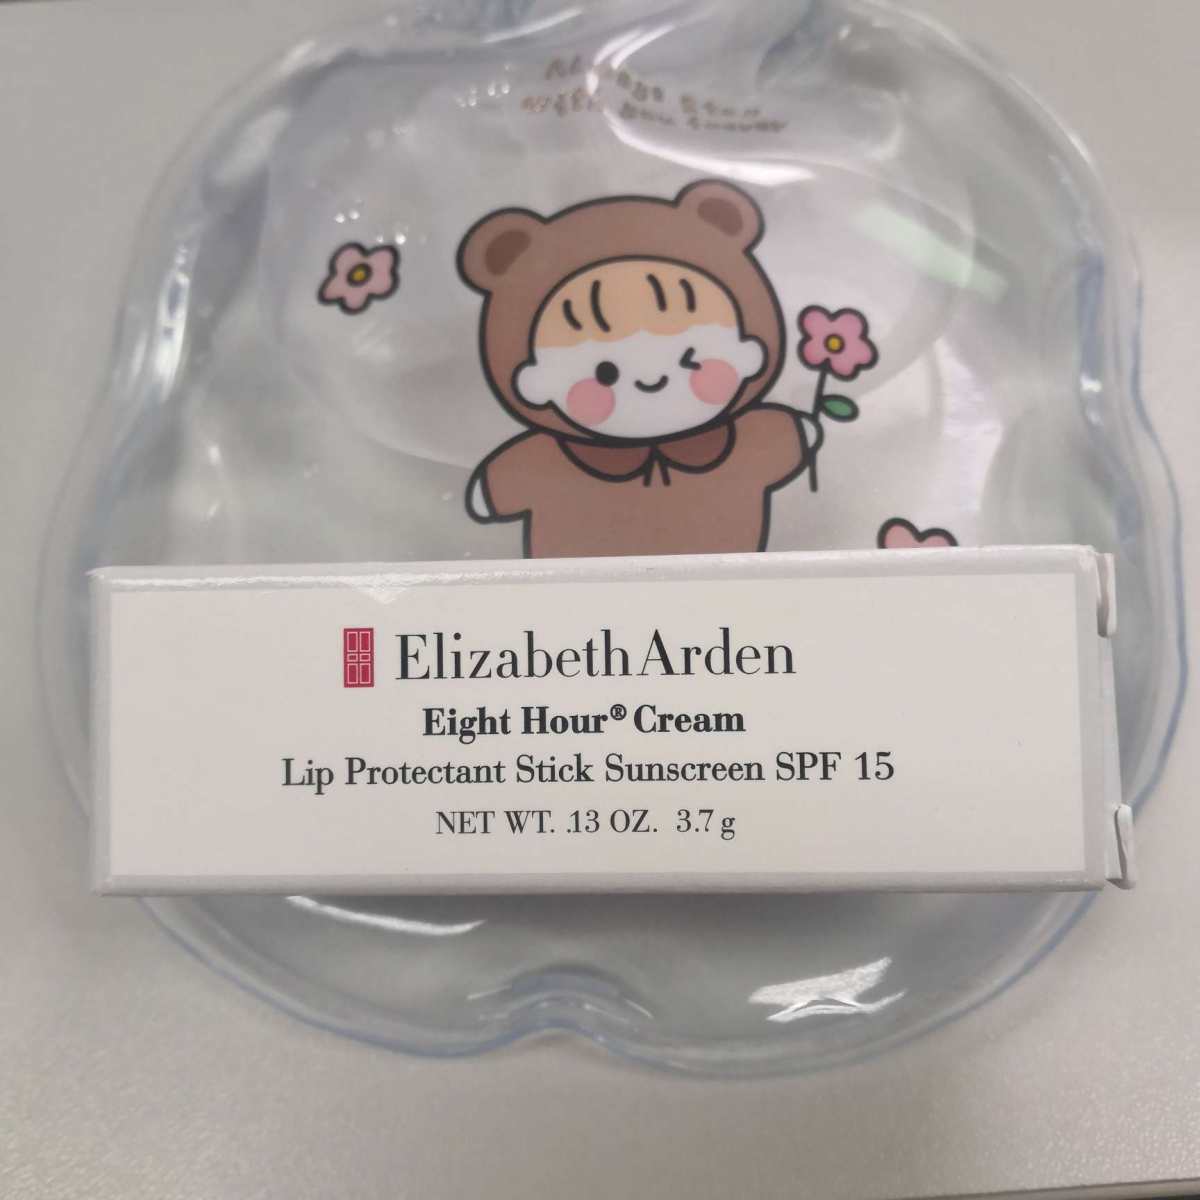 Elizabeth Arden
Eight Hour® Cream
Lip Protectant Stick Sunscreen SPF 15
NET WT. .13 OZ. 3.7 g